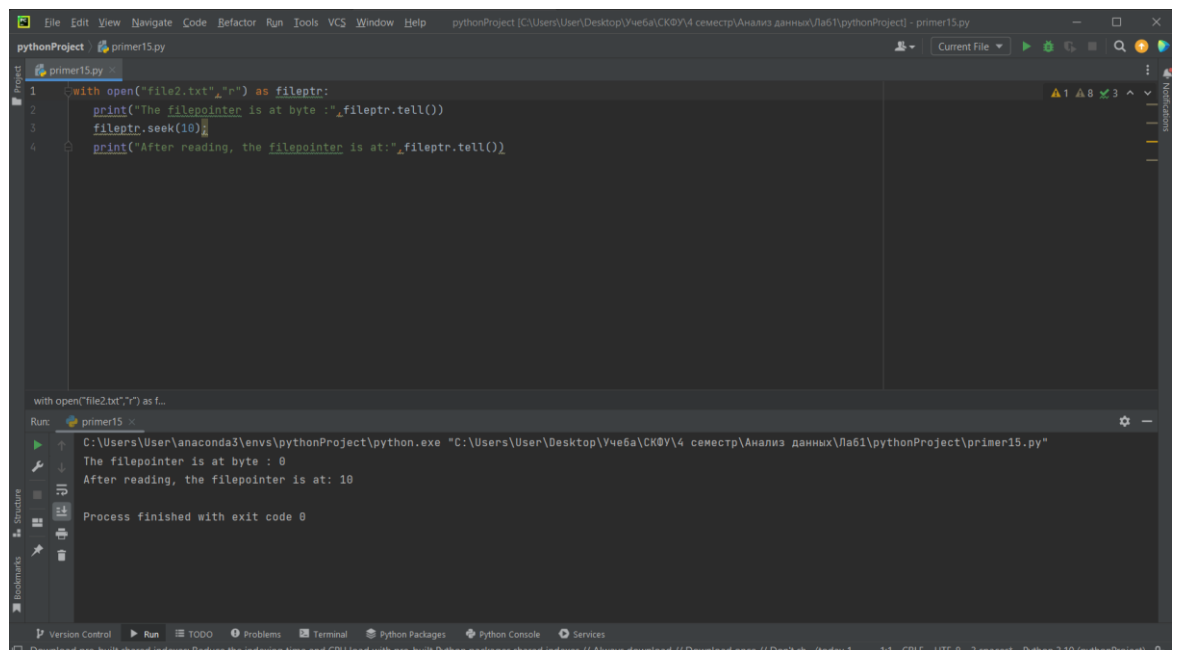 File Edit View Navigate Code Refactor Run Tools VCS Window Help pythonProject [C:\Users\User\Desktop\Учеба\СКФУ\4 семестр\Анализ данных\Лаб1\pythonProject] - primer15.py
pythonProject primer15.py Current File
Project primer15.py
1 with open("file2.txt","r") as fileptr: 1 8 3
2 print("The filepointer is at byte :",fileptr.tell())
3 fileptr.seek(10);
4 print("After reading, the filepointer is at:",fileptr.tell())
Notifications
with open("file2.txt","r") as f...
Run: primer15
C:\Users\User\anaconda3\envs\pythonProject\python.exe "C:\Users\User\Desktop\Учеба\СКФУ\4 семестр\Анализ данных\Лаб1\pythonProject\primer15.py"
The filepointer is at byte : 0
After reading, the filepointer is at: 10
Process finished with exit code 0
Structure
Bookmarks
Version Control Run TODO Problems Terminal Python Packages Python Console Services